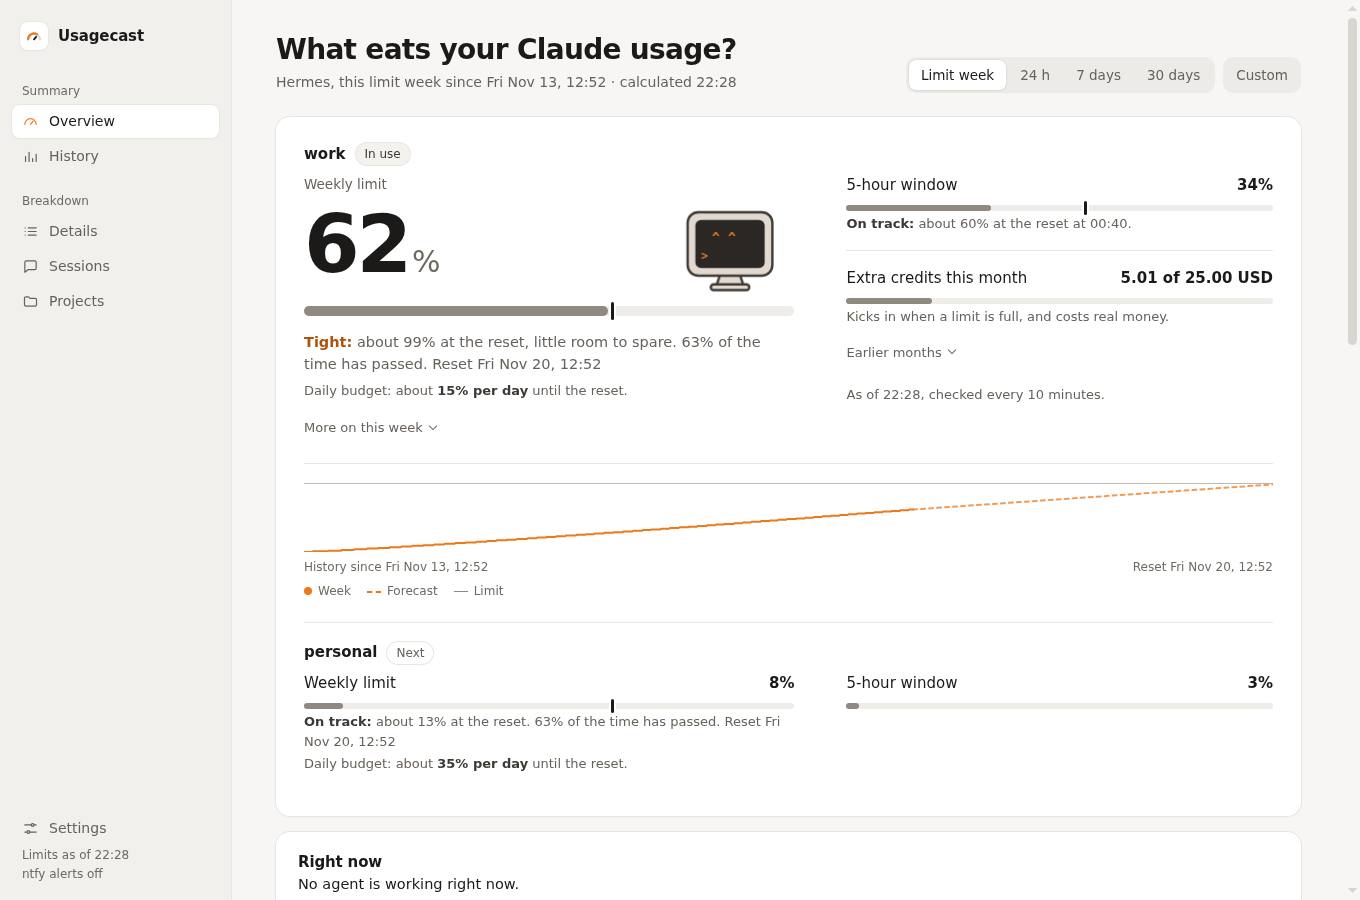 Usagecast
Summary
Overview
History
Breakdown
Details
Sessions
Projects
Settings
Limits as of 22:28
ntfy alerts off
What eats your Claude usage?
Hermes, this limit week since Fri Nov 13, 12:52 · calculated 22:28
Limit week
24 h
7 days
30 days
Custom
work
In use
Weekly limit
62 %
^ ^
>
Tight: about 99% at the reset, little room to spare. 63% of the
time has passed. Reset Fri Nov 20, 12:52
Daily budget: about 15% per day until the reset.
More on this week
5-hour window
34%
On track: about 60% at the reset at 00:40.
Extra credits this month
5.01 of 25.00 USD
Kicks in when a limit is full, and costs real money.
Earlier months
As of 22:28, checked every 10 minutes.
History since Fri Nov 13, 12:52
Reset Fri Nov 20, 12:52
Week
Forecast
Limit
personal
Next
Weekly limit
8%
On track: about 13% at the reset. 63% of the time has passed. Reset Fri
Nov 20, 12:52
Daily budget: about 35% per day until the reset.
5-hour window
3%
Right now
No agent is working right now.